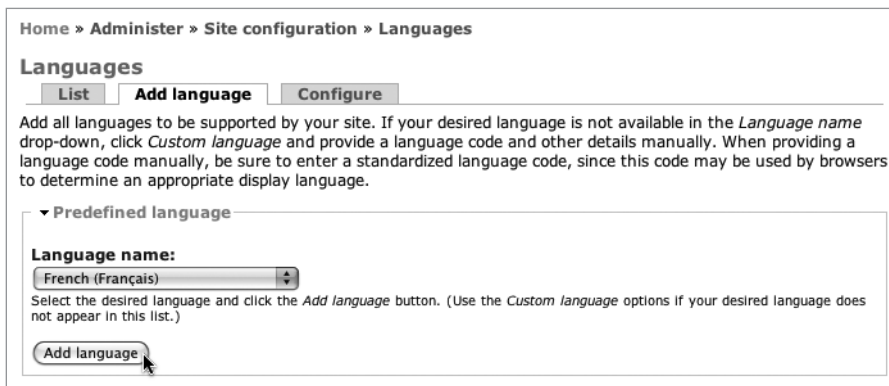 Home » Administer » Site configuration » Languages
Languages
List Add language Configure
Add all languages to be supported by your site. If your desired language is not available in the Language name
drop-down, click Custom language and provide a language code and other details manually. When providing a
language code manually, be sure to enter a standardized language code, since this code may be used by browsers
to determine an appropriate display language.
Predefined language
Language name:
French (Français)
Select the desired language and click the Add language button. (Use the Custom language options if your desired language does
not appear in this list.)
Add language